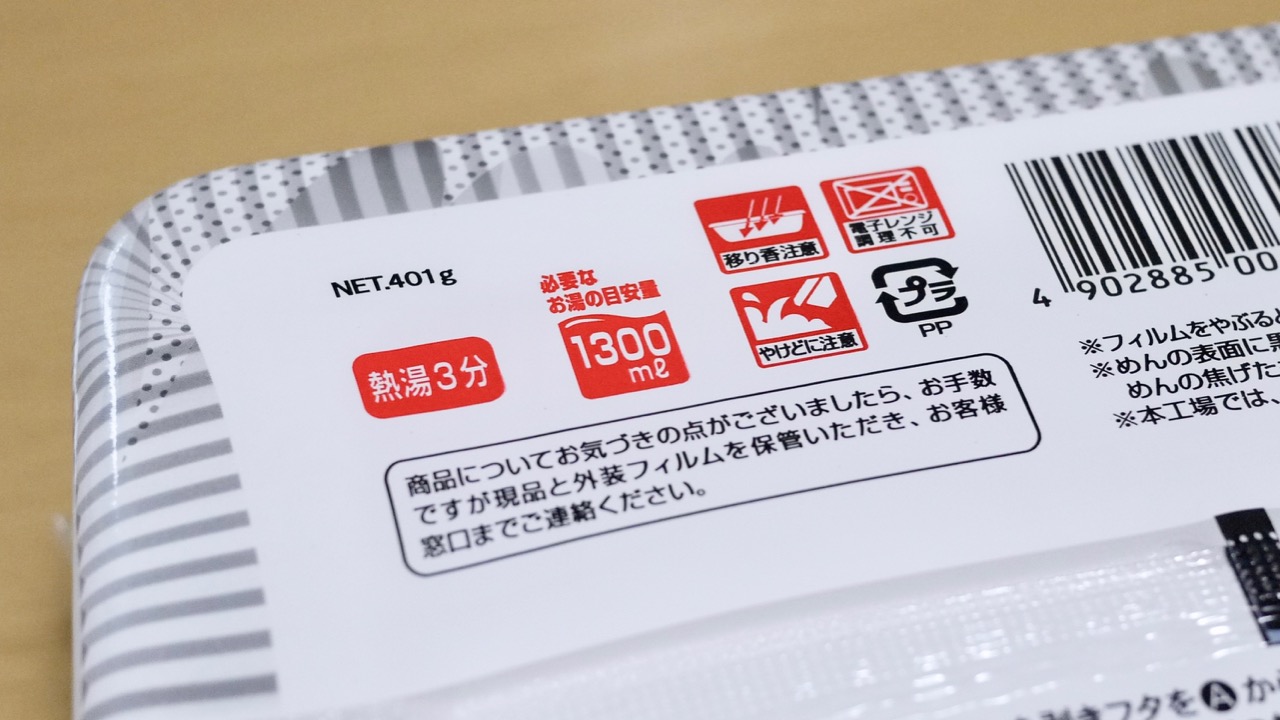 NET.401g
熱湯3分
必要な
お湯の目安量
1300
mℓ
移り香注意
電子レンジ
調理不可
やけどに注意
プラ
PP
4 902885 00
商品についてお気づきの点がございましたら、お手数
ですが現品と外装フィルムを保管いただき、お客様
窓口までご連絡ください。
※フィルムをやぶると
※めんの表面に黒
めんの焦げた
※本工場では、
フタをAか